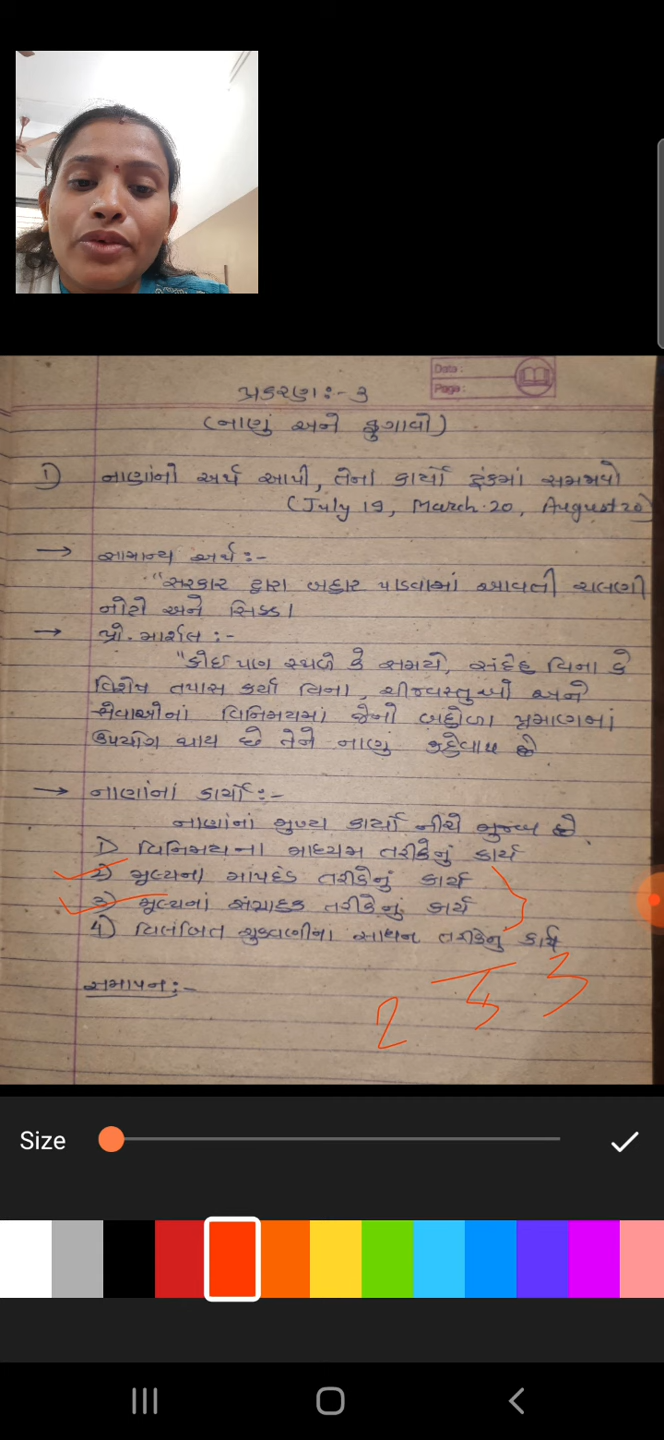 Date :
Page :
પ્રકરણ:- ૩
(નાણું અને ફુગાવો)
1) નાણાંનો અર્થ આપી, તેના કાર્યો ટૂંકમાં સમજાવો
(July 19, March.20, August 20)
→ સામાન્ય અર્થ :-
"સરકાર દ્વારા બહાર પાડવામાં આવતી ચલણી
નોટો અને સિક્કા
→ પ્રો. માર્શલ :-
"કોઈ પણ સ્થળે કે સમયે, સંદેહ વિના કે
વિશેષ તપાસ કર્યા વિના, ચીજવસ્તુઓ અને
સેવાઓનાં વિનિમયમાં જેનો બહોળા પ્રમાણમાં
ઉપયોગ થાય છે તેને નાણું કહેવાય છે
→ નાણાંનાં કાર્યો :-
નાણાંનાં મુખ્ય કાર્યો નીચે મુજબ છે.
1) વિનિમયના માધ્યમ તરીકેનું કાર્ય
2) મૂલ્યનાં માપદંડ તરીકેનું કાર્ય
3) મૂલ્યનાં સંગ્રાહક તરીકેનું કાર્ય
4) વિલંબિત ચુકવણીના સાધન તરીકેનું કાર્ય
સમાપન :-
2 3
Size